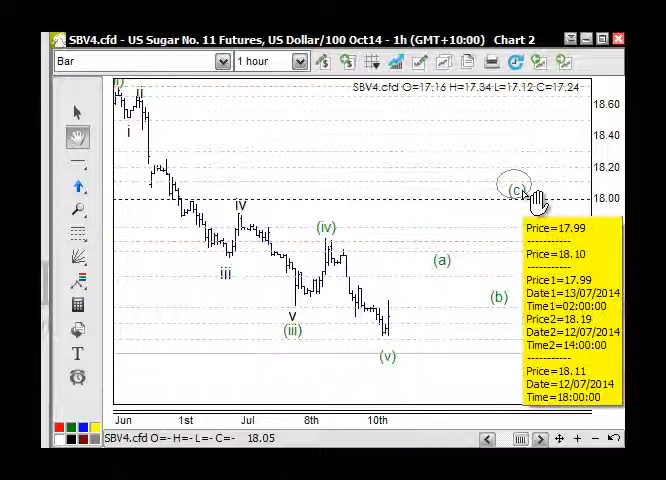 SBV4.cfd - US Sugar No. 11 Futures, US Dollar/100 Oct14 - 1h (GMT+10:00) Chart 2
Bar 1 hour
SBV4.cfd O=17.16 H=17.34 L=17.12 C=17.24
18.60
ii
i
18.40
18.20
(c)
18.00
iv
(iv)
Price=17.99
-----------
Price=18.10
-----------
(a)
iii
Price1=17.99
Date1=13/07/2014
(b)
Time1=02:00:00
v
Price2=18.19
(iii)
Date2=12/07/2014
Time2=14:00:00
-----------
(v)
Price=18.11
Date=12/07/2014
Time=18:00:00
T
Jun 1st Jul 8th 10th
SBV4.cfd O=- H=- L=- C=- 18.05